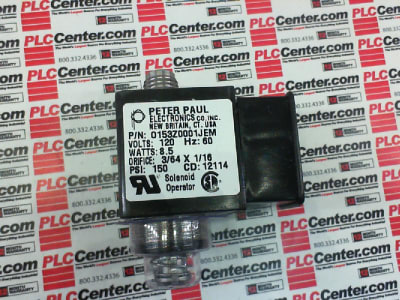 PLCCenter.com
800.332.4336
PETER PAUL
ELECTRONICS CO., INC.
NEW BRITAIN, CT. USA
P/N: 0153Z0001JEM
VOLTS: 120 Hz: 60
WATTS: 8.5
ORIFICE: 3/64 X 1/16
PSI: 150 CD: 12114
Solenoid
Operator